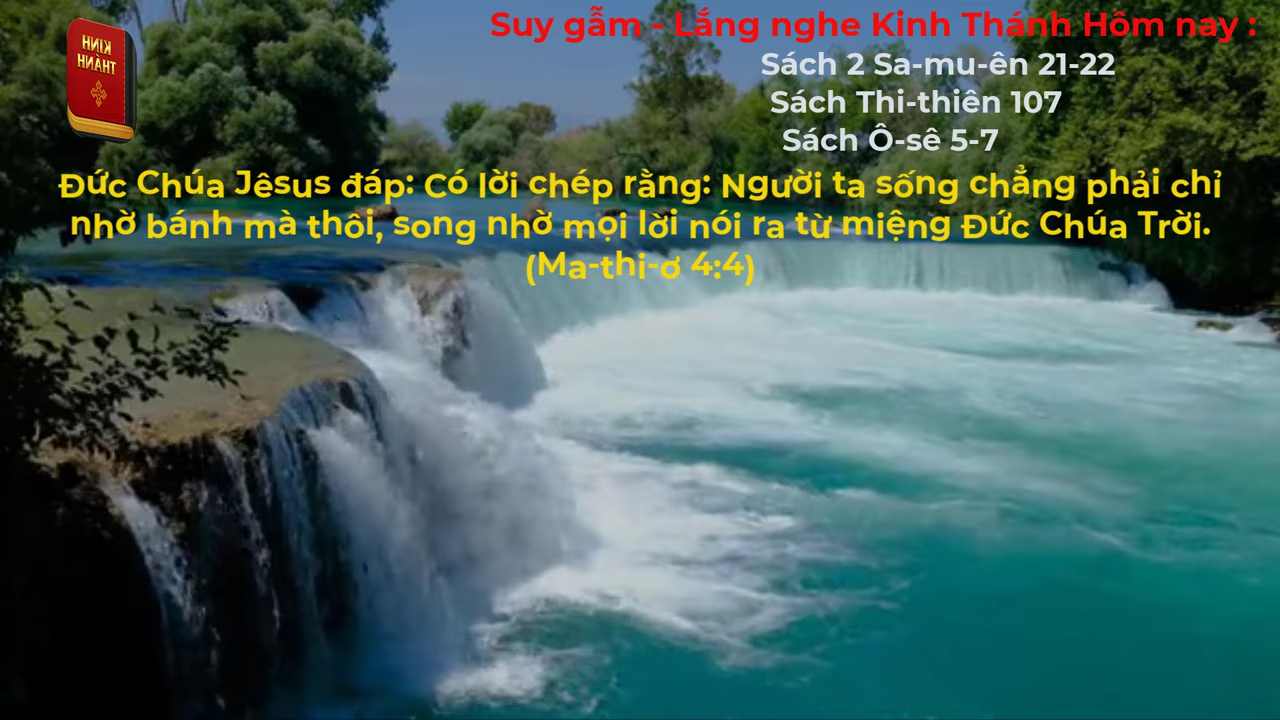 KINH
THÁNH
Suy gẫm - Lắng nghe Kinh Thánh Hôm nay :
Sách 2 Sa-mu-ên 21-22
Sách Thi-thiên 107
Sách Ô-sê 5-7
Đức Chúa Jêsus đáp: Có lời chép rằng: Người ta sống chẳng phải chỉ
nhờ bánh mà thôi, song nhờ mọi lời nói ra từ miệng Đức Chúa Trời.
(Ma-thi-ơ 4:4)